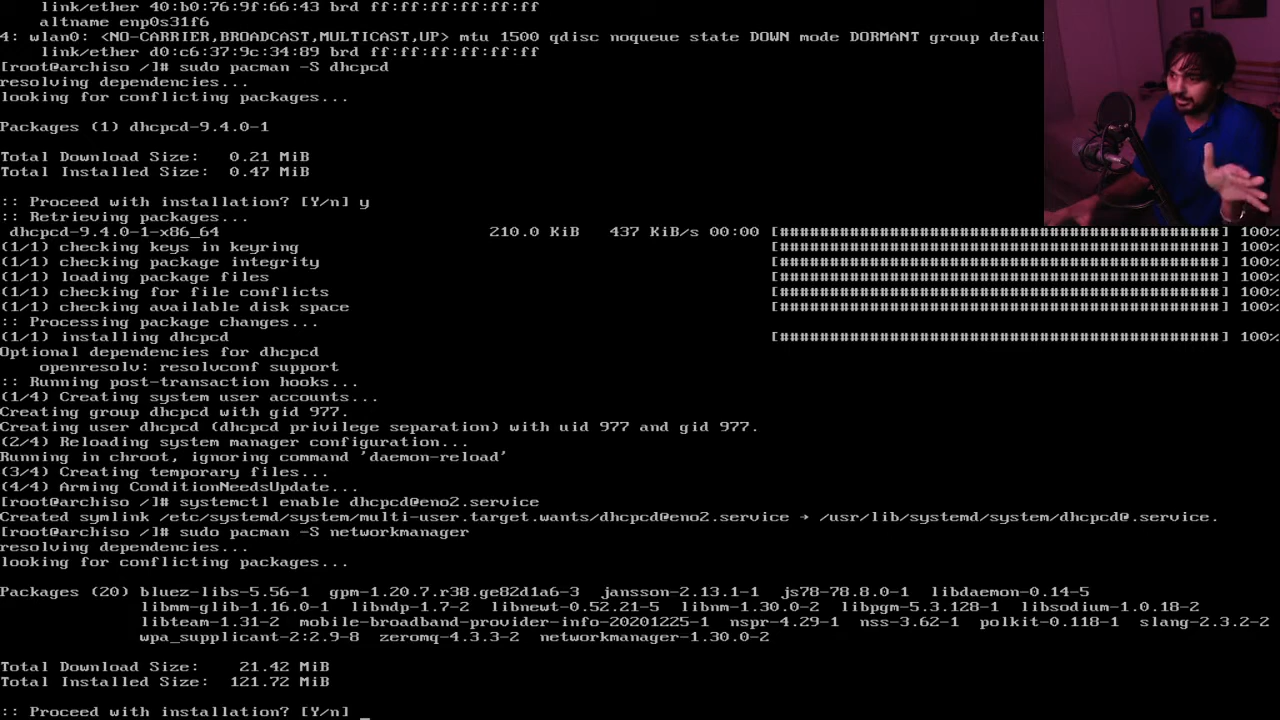 link/ether 40:b0:76:9f:66:43 brd ff:ff:ff:ff:ff:ff
altname enp0s31f6
4: wlan0: <NO-CARRIER,BROADCAST,MULTICAST,UP> mtu 1500 qdisc noqueue state DOWN mode DORMANT group defau
link/ether d0:c6:37:9c:34:89 brd ff:ff:ff:ff:ff:ff
[root@archiso /]# sudo pacman -S dhcpcd
resolving dependencies...
looking for conflicting packages...
Packages (1) dhcpcd-9.4.0-1
Total Download Size:   0.21 MiB
Total Installed Size:  0.47 MiB
:: Proceed with installation? [Y/n] y
:: Retrieving packages...
dhcpcd-9.4.0-1-x86_64 210.0 KiB 437 KiB/s 00:00 [############################################] 100%
(1/1) checking keys in keyring [############################################] 100%
(1/1) checking package integrity [############################################] 100%
(1/1) loading package files [############################################] 100%
(1/1) checking for file conflicts [############################################] 100%
(1/1) checking available disk space [############################################] 100%
:: Processing package changes...
(1/1) installing dhcpcd [############################################] 100%
Optional dependencies for dhcpcd
openresolv: resolvconf support
:: Running post-transaction hooks...
(1/4) Creating system user accounts...
Creating group dhcpcd with gid 977.
Creating user dhcpcd (dhcpcd privilege separation) with uid 977 and gid 977.
(2/4) Reloading system manager configuration...
Running in chroot, ignoring command 'daemon-reload'
(3/4) Creating temporary files...
(4/4) Arming ConditionNeedsUpdate...
[root@archiso /]# systemctl enable dhcpcd@eno2.service
Created symlink /etc/systemd/system/multi-user.target.wants/dhcpcd@eno2.service → /usr/lib/systemd/system/dhcpcd@.service.
[root@archiso /]# sudo pacman -S networkmanager
resolving dependencies...
looking for conflicting packages...
Packages (20) bluez-libs-5.56-1  gpm-1.20.7.r38.ge82d1a6-3  jansson-2.13.1-1  js78-78.8.0-1  libdaemon-0.14-5
libmm-glib-1.16.0-1  libndp-1.7-2  libnewt-0.52.21-5  libnm-1.30.0-2  libpgm-5.3.128-1  libsodium-1.0.18-2
libteam-1.31-2  mobile-broadband-provider-info-20201225-1  nspr-4.29-1  nss-3.62-1  polkit-0.118-1  slang-2.3.2-2
wpa_supplicant-2:2.9-8  zeromq-4.3.3-2  networkmanager-1.30.0-2
Total Download Size:    21.42 MiB
Total Installed Size:  121.72 MiB
:: Proceed with installation? [Y/n] _